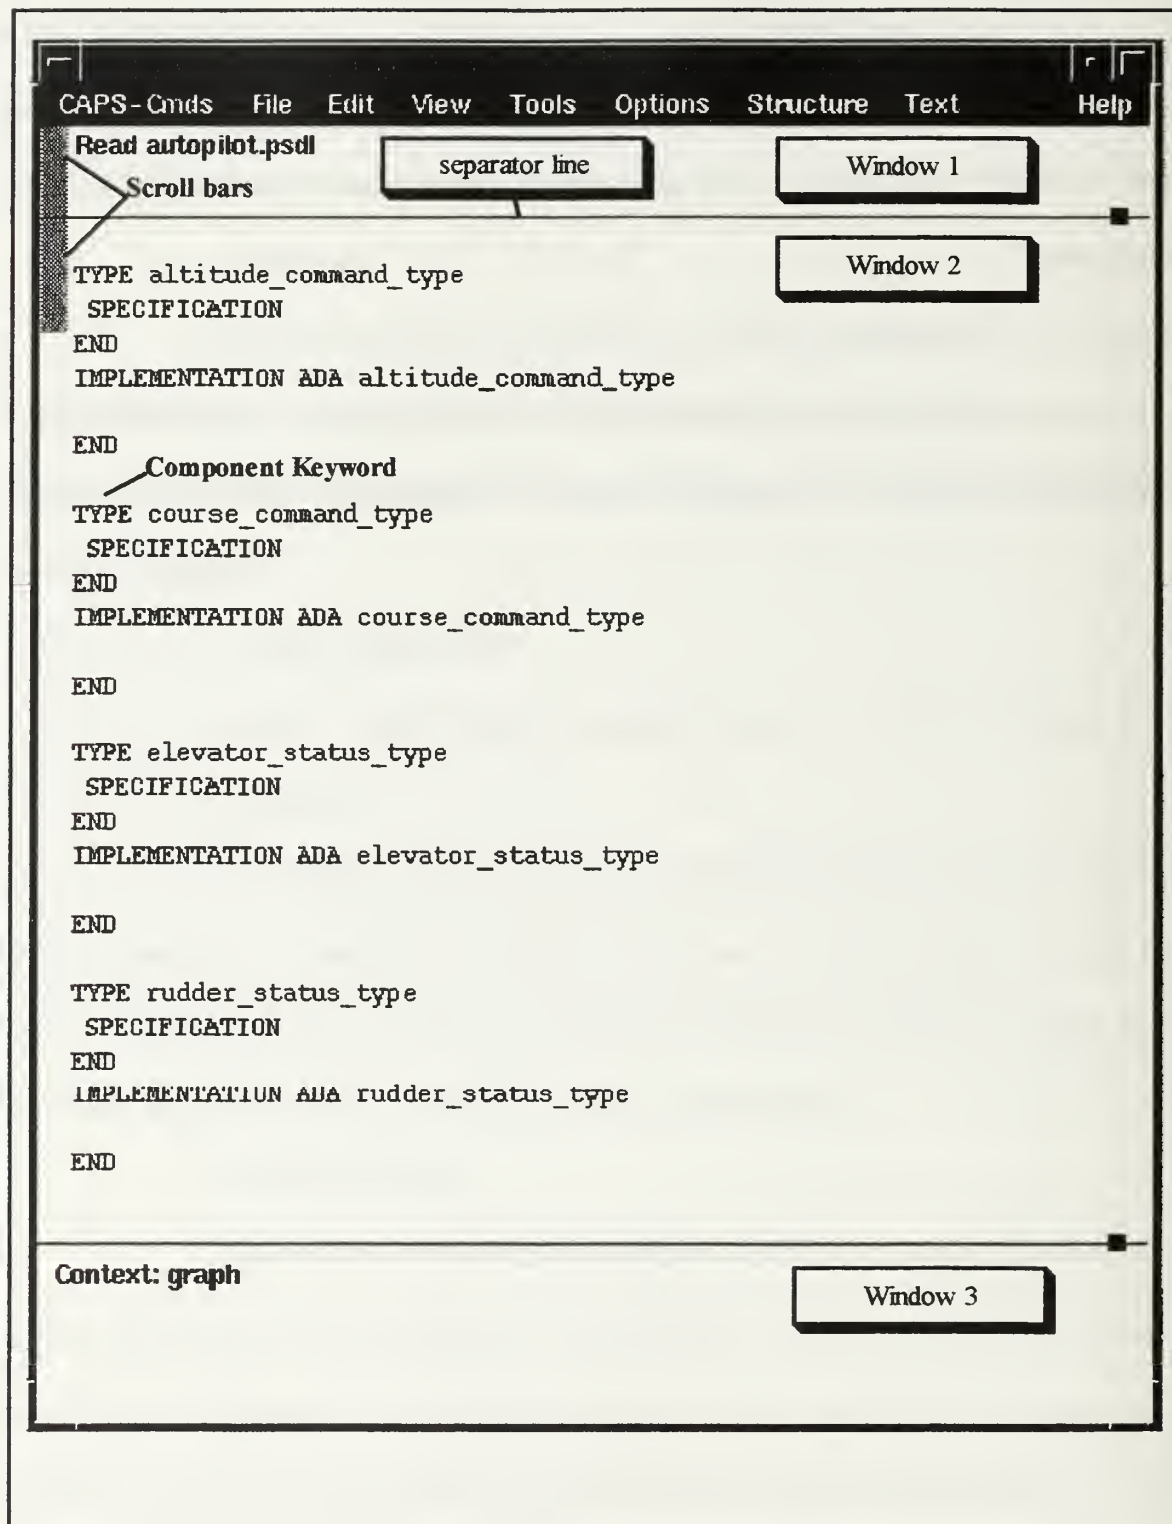 CAPS-Cmds File Edit View Tools Options Structure Text Help
Read autopilot.psdl
separator line
Window 1
Scroll bars
Window 2
TYPE altitude_command_type
SPECIFICATION
END
IMPLEMENTATION ADA altitude_command_type
END
Component Keyword
TYPE course_command_type
SPECIFICATION
END
IMPLEMENTATION ADA course_command_type
END
TYPE elevator_status_type
SPECIFICATION
END
IMPLEMENTATION ADA elevator_status_type
END
TYPE rudder_status_type
SPECIFICATION
END
IMPLEMENTATION ADA rudder_status_type
END
Context: graph
Window 3